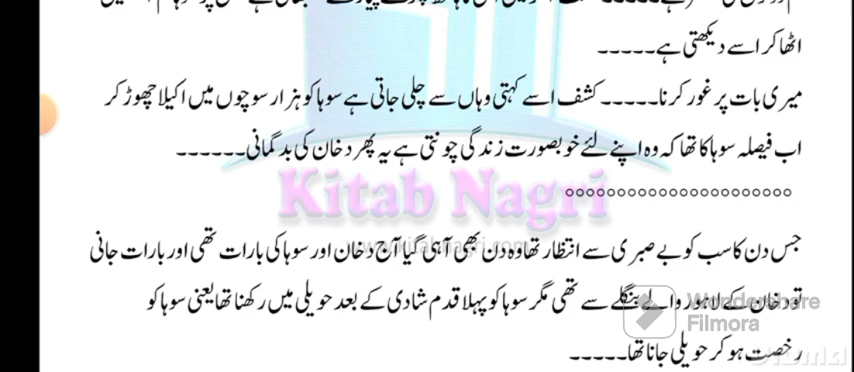 اٹھا کر اسے دیکھتی ہے۔۔۔۔۔
میری بات پر غور کرنا۔۔۔۔۔ کشف اسے کہتی وہاں سے چلی جاتی ہے سوہا کو ہزار سوچوں میں اکیلا چھوڑ کر
اب فیصلہ سوہا کا تھا کہ وہ اپنے لئے خوبصورت زندگی چونتی ہے یہ پھر دخان کی بدگمانی۔۔۔۔۔۔
Kitab Nagri
جس دن کا سب کو بے صبری سے انتظار تھا وہ دن بھی آ ہی گیا آج دخان اور سوہا کی بارات تھی اور بارات جانی
تو دخان کے لاہور والے بنگلے سے تھی مگر سوہا کو پہلا قدم شادی کے بعد حویلی میں رکھنا تھا یعنی سوہا کو
Wondershare
Filmora
رخصت ہو کر حویلی جانا تھا۔۔۔۔۔